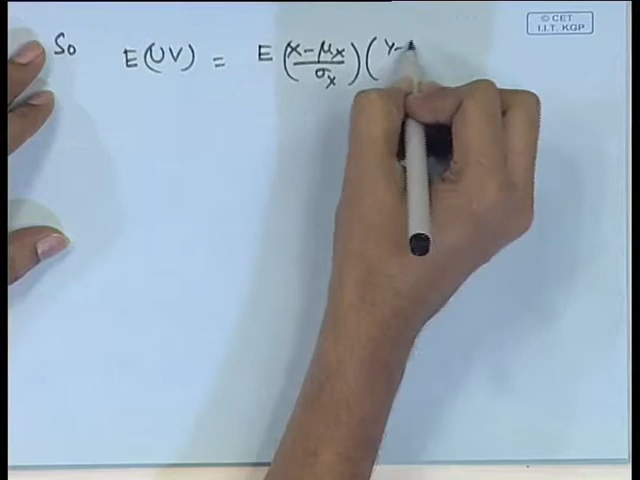 © CET
I.I.T. KGP
So E(UV) = E (X-μx/σx) (Y-